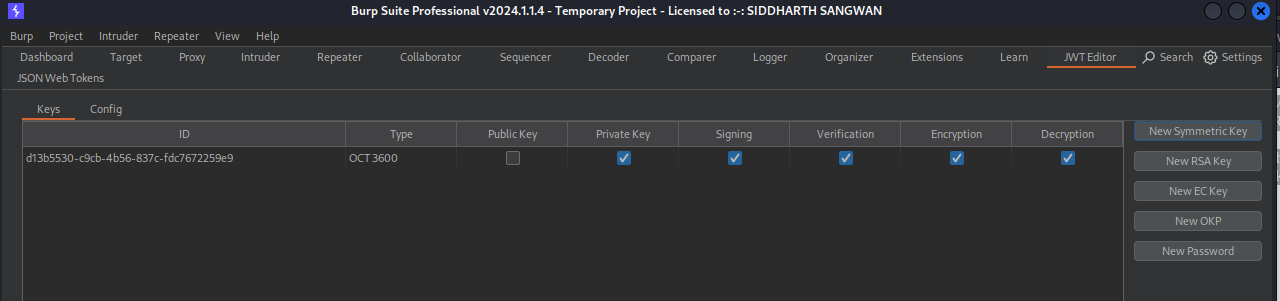 Burp Suite Professional v2024.1.1.4 - Temporary Project - Licensed to :-: SIDDHARTH SANGWAN
Burp Project Intruder Repeater View Help
Dashboard Target Proxy Intruder Repeater Collaborator Sequencer Decoder Comparer Logger Organizer Extensions Learn JWT Editor Search Settings
JSON Web Tokens
Keys Config
ID Type Public Key Private Key Signing Verification Encryption Decryption New Symmetric Key
d13b5530-c9cb-4b56-837c-fdc7672259e9 OCT 3600 New RSA Key
New EC Key
New OKP
New Password